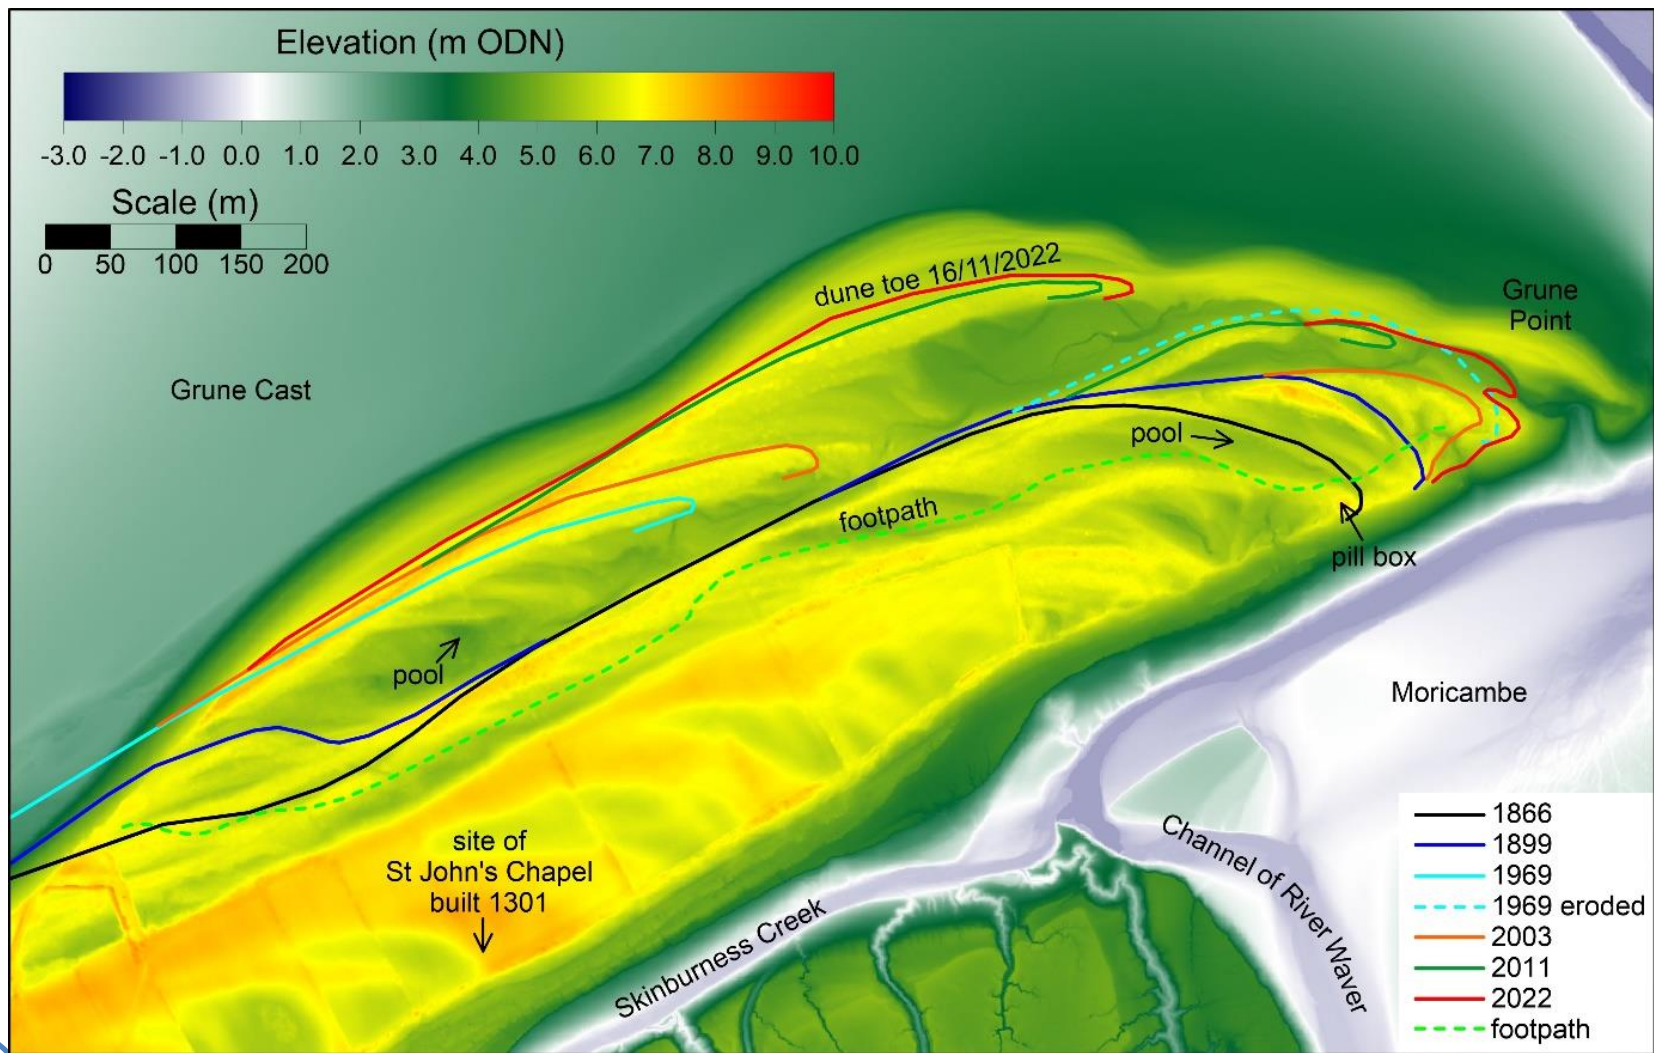 Elevation (m ODN)
-3.0 -2.0 -1.0 0.0 1.0 2.0 3.0 4.0 5.0 6.0 7.0 8.0 9.0 10.0
Scale (m)
0 50 100 150 200
dune toe 16/11/2022
Grune
Point
Grune Cast
pool
footpath
pill box
pool
Moricambe
site of
St John's Chapel
built 1301
Skinburness Creek
Channel of River Waver
1866
1899
1969
1969 eroded
2003
2011
2022
footpath